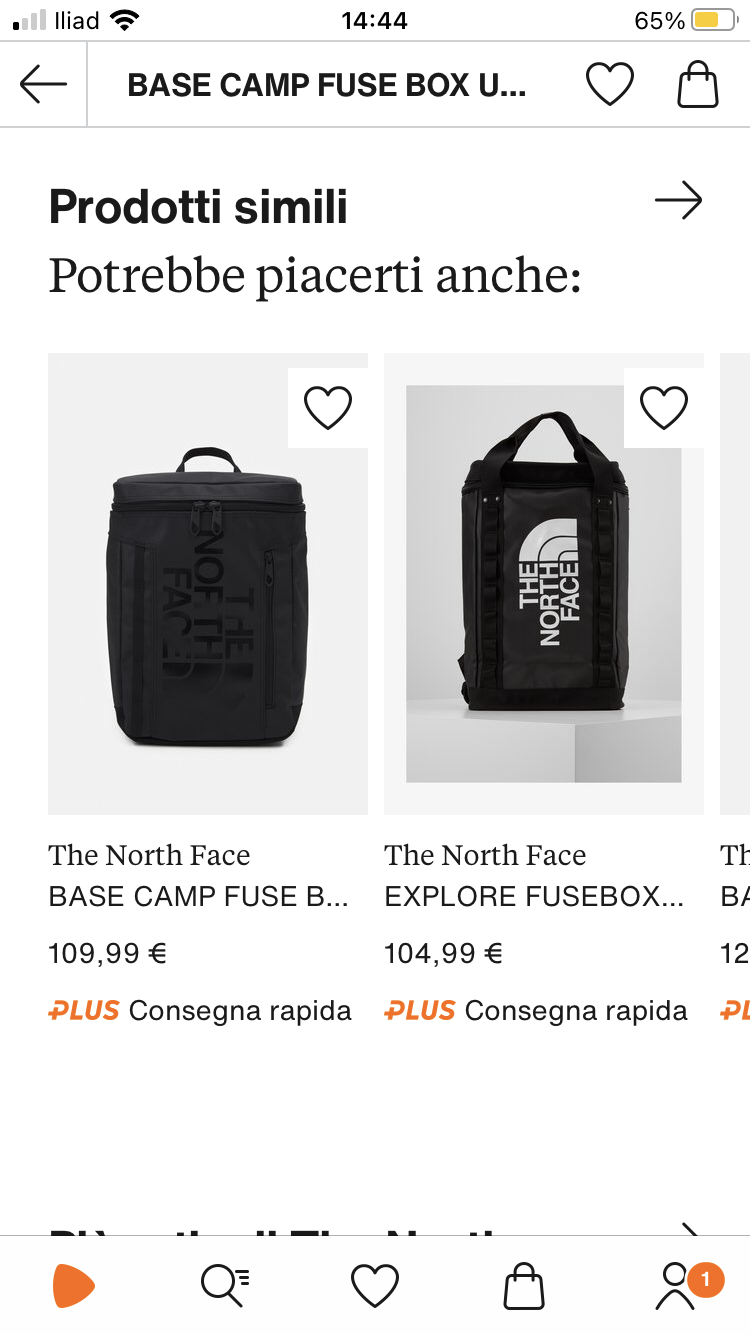 Iliad 14:44 65%
BASE CAMP FUSE BOX U...
Prodotti simili
Potrebbe piacerti anche:
THE
NORTH
FACE
THE
NORTH
FACE
The North Face The North Face
BASE CAMP FUSE B... EXPLORE FUSEBOX... BA
109,99 € 104,99 € 12
PLUS Consegna rapida PLUS Consegna rapida PL
1